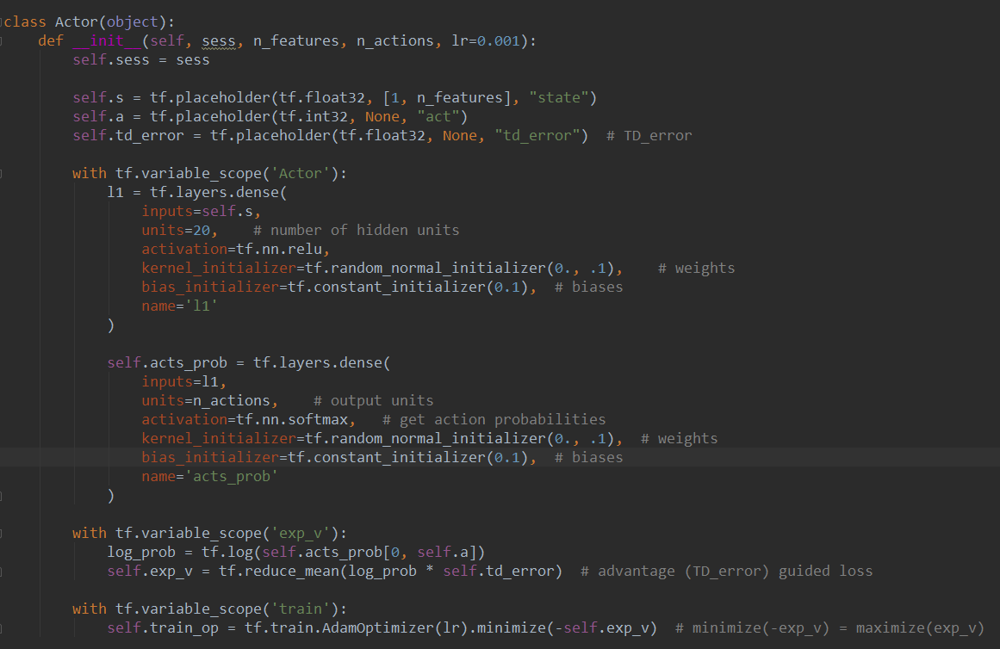 class Actor(object):
    def __init__(self, sess, n_features, n_actions, lr=0.001):
        self.sess = sess

        self.s = tf.placeholder(tf.float32, [1, n_features], "state")
        self.a = tf.placeholder(tf.int32, None, "act")
        self.td_error = tf.placeholder(tf.float32, None, "td_error")  # TD_error

        with tf.variable_scope('Actor'):
            l1 = tf.layers.dense(
                inputs=self.s,
                units=20,    # number of hidden units
                activation=tf.nn.relu,
                kernel_initializer=tf.random_normal_initializer(0., .1),    # weights
                bias_initializer=tf.constant_initializer(0.1),  # biases
                name='l1'
            )

            self.acts_prob = tf.layers.dense(
                inputs=l1,
                units=n_actions,    # output units
                activation=tf.nn.softmax,   # get action probabilities
                kernel_initializer=tf.random_normal_initializer(0., .1),  # weights
                bias_initializer=tf.constant_initializer(0.1),  # biases
                name='acts_prob'
            )

        with tf.variable_scope('exp_v'):
            log_prob = tf.log(self.acts_prob[0, self.a])
            self.exp_v = tf.reduce_mean(log_prob * self.td_error)  # advantage (TD_error) guided loss

        with tf.variable_scope('train'):
            self.train_op = tf.train.AdamOptimizer(lr).minimize(-self.exp_v)  # minimize(-exp_v) = maximize(exp_v)